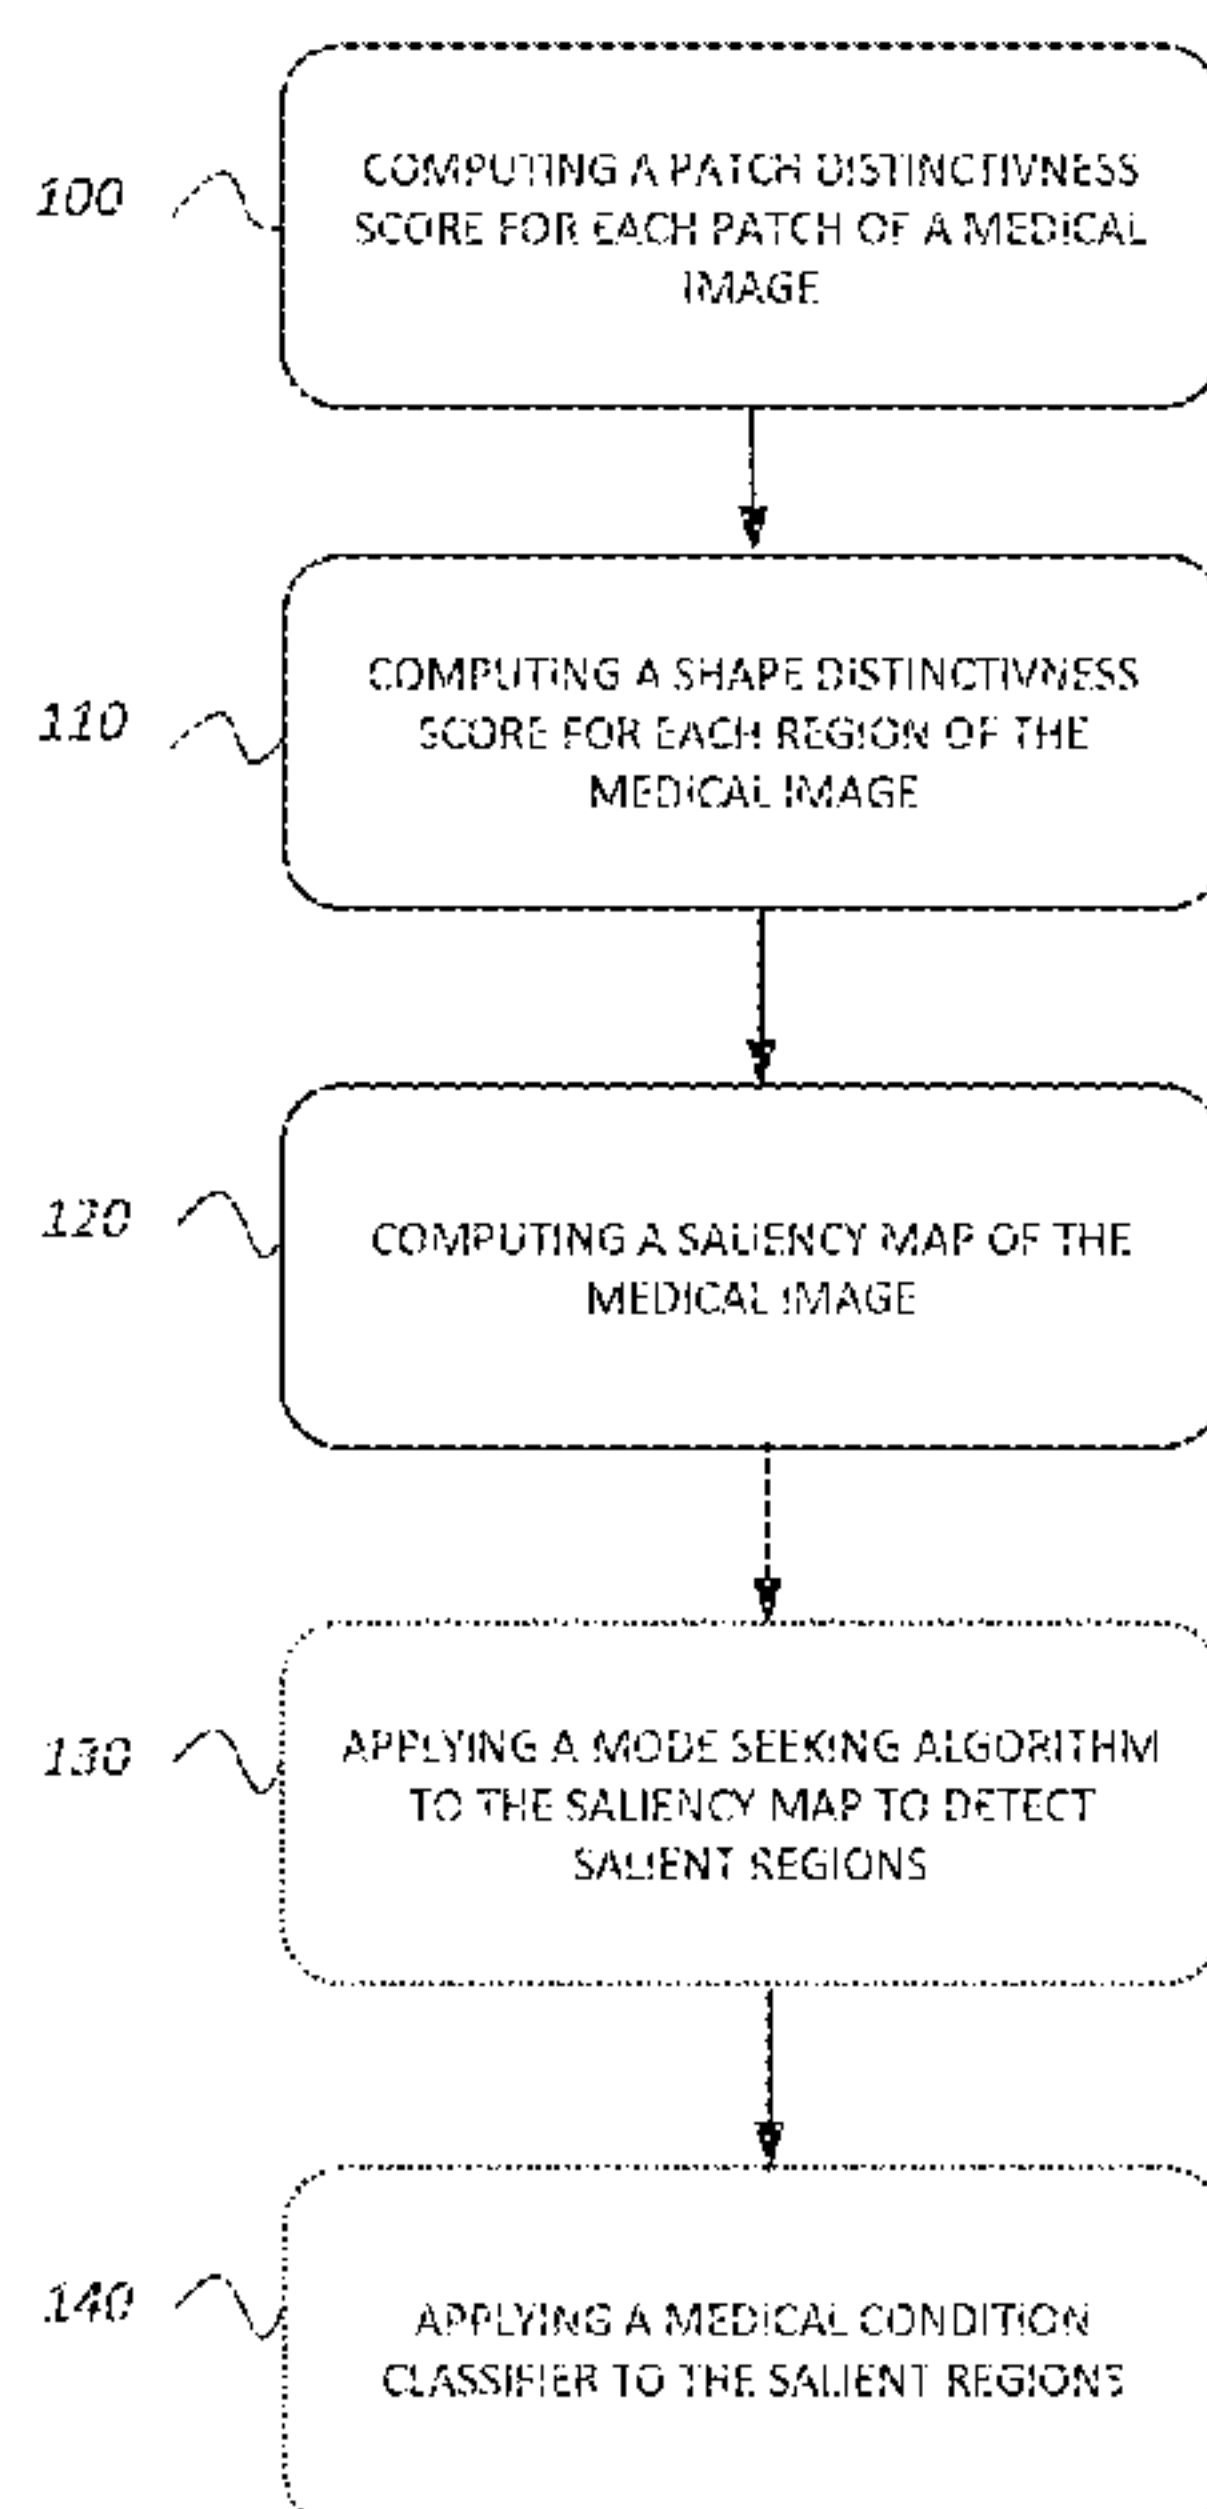 100
COMPUTING A PATCH DISTINCTIVNESS
SCORE FOR EACH PATCH OF A MEDICAL
IMAGE
110
COMPUTING A SHAPE DISTINCTIVNESS
SCORE FOR EACH REGION OF THE
MEDICAL IMAGE
120
COMPUTING A SALIENCY MAP OF THE
MEDICAL IMAGE
130
APPLYING A MODE SEEKING ALGORITHM
TO THE SALIENCY MAP TO DETECT
SALIENT REGIONS
140
APPLYING A MEDICAL CONDITION
CLASSIFIER TO THE SALIENT REGIONS